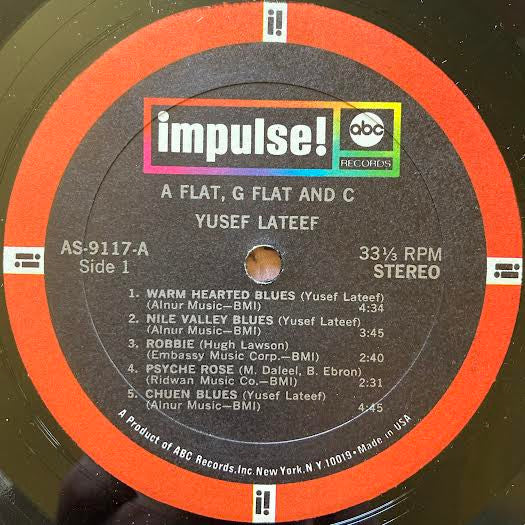 impulse!
abc
RECORDS
A FLAT, G FLAT AND C
YUSEF LATEEF
AS-9117-A
Side 1
33⅓ RPM
STEREO
1. WARM HEARTED BLUES (Yusef Lateef)
(Alnur Music—BMI) 4:34
2. NILE VALLEY BLUES (Yusef Lateef)
(Alnur Music—BMI) 3:45
3. ROBBIE (Hugh Lawson)
(Embassy Music Corp.—BMI) 2:40
4. PSYCHE ROSE (M. Daleel, B. Ebron)
(Ridwan Music Co.—BMI) 2:31
5. CHUEN BLUES (Yusef Lateef)
(Alnur Music—BMI) 4:45
A Product of ABC Records, Inc. New York, N.Y. 10019 • Made in USA